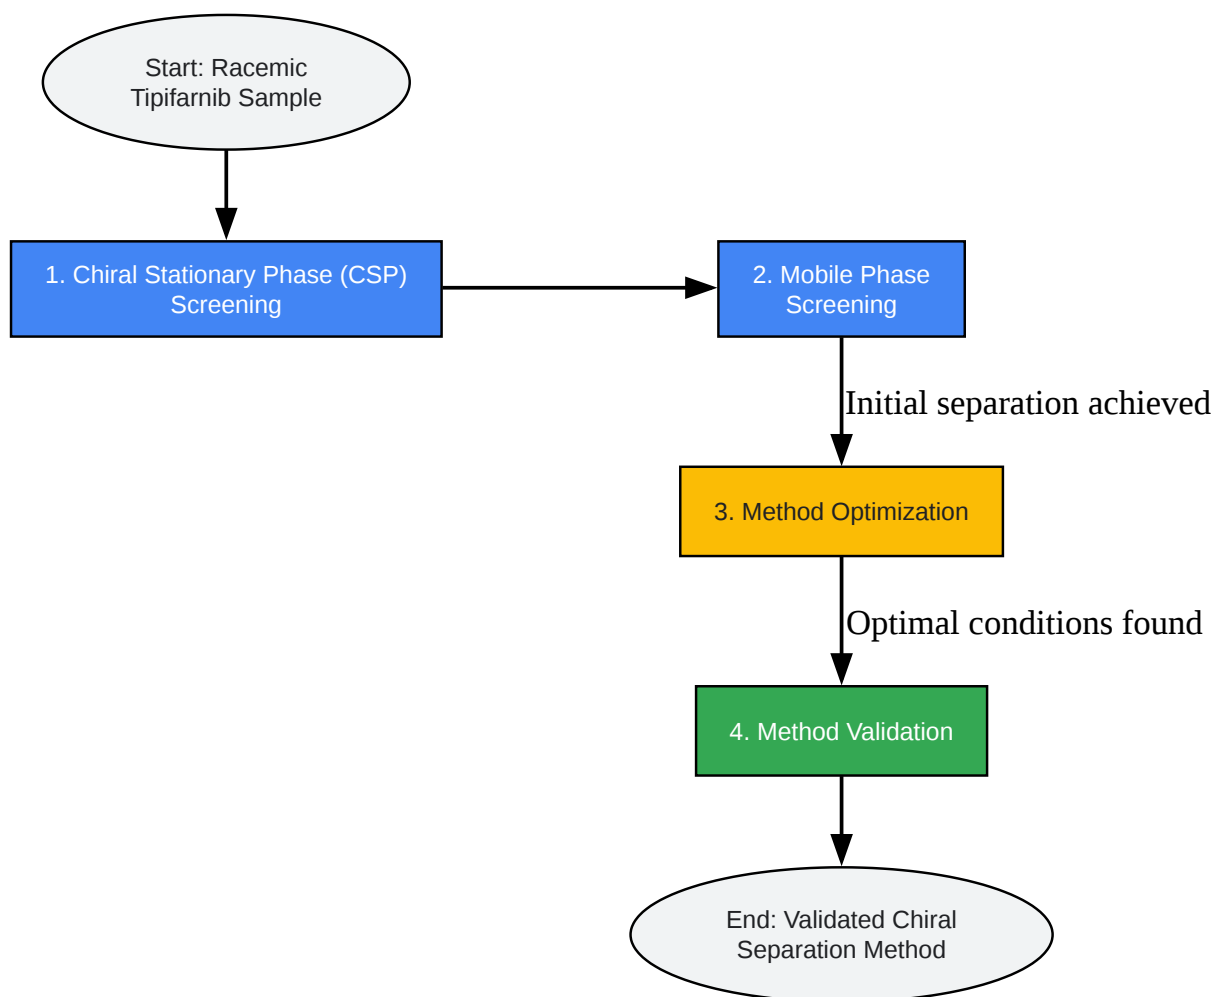 Start: Racemic
Tipifarnib Sample
1. Chiral Stationary Phase (CSP)
Screening
2. Mobile Phase
Screening
Initial separation achieved
3. Method Optimization
Optimal conditions found
4. Method Validation
End: Validated Chiral
Separation Method